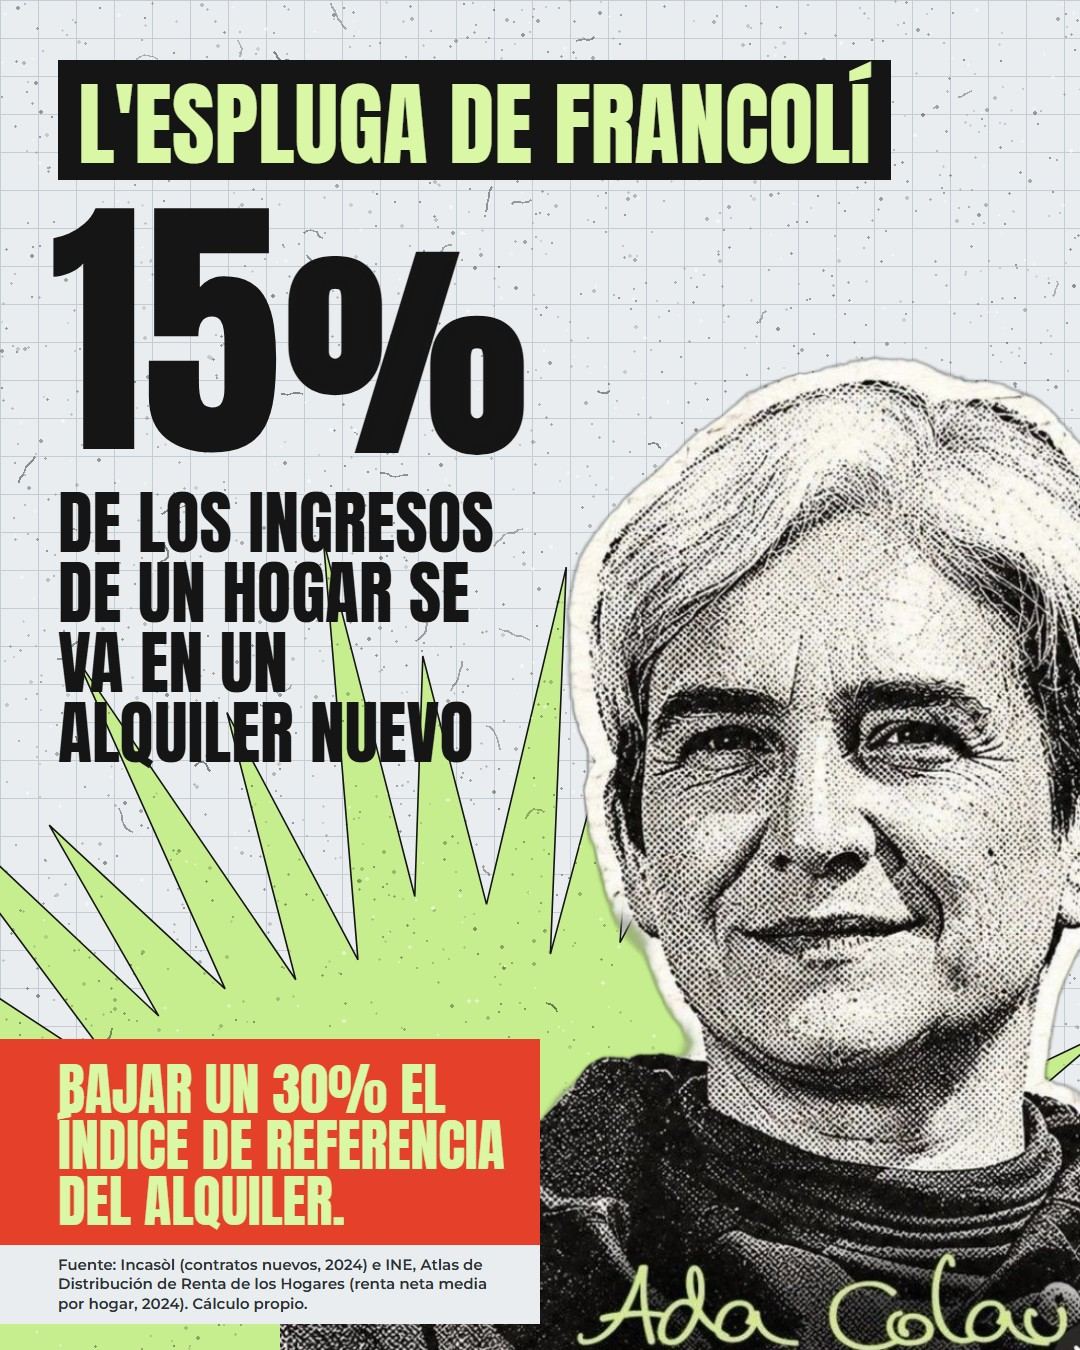 L'ESPLUGA DE FRANCOLÍ
15%
DE LOS INGRESOS
DE UN HOGAR SE
VA EN UN
ALQUILER NUEVO
BAJAR UN 30% EL
ÍNDICE DE REFERENCIA
DEL ALQUILER.
Fuente: Incasòl (contratos nuevos, 2024) e INE, Atlas de
Distribución de Renta de los Hogares (renta neta media
por hogar, 2024). Cálculo propio.
Ada Colau